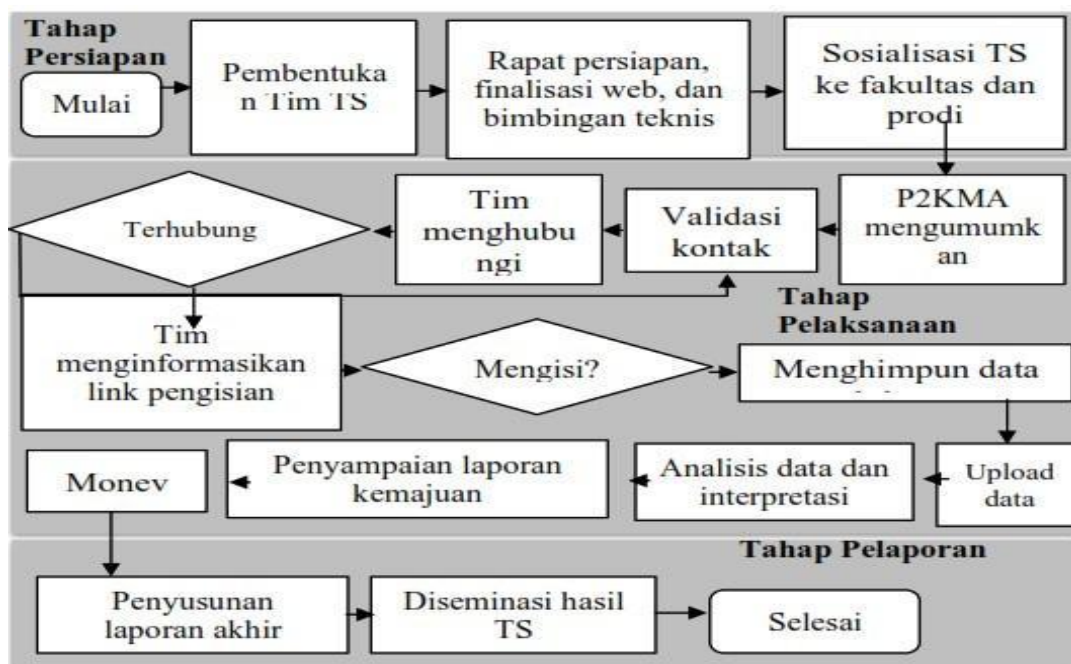 Tahap
Persiapan
Mulai
Pembentuka
n Tim TS
Rapat persiapan,
finalisasi web, dan
bimbingan teknis
Sosialisasi TS
ke fakultas dan
prodi
P2KMA
mengumumk
an
Validasi
kontak
Tim
menghubu
ngi
Terhubung
Tahap
Pelaksanaan
Tim
menginformasikan
link pengisian
Mengisi?
Menghimpun data
Upload
data
Analisis data dan
interpretasi
Penyampaian laporan
kemajuan
Monev
Tahap Pelaporan
Penyusunan
laporan akhir
Diseminasi hasil
TS
Selesai